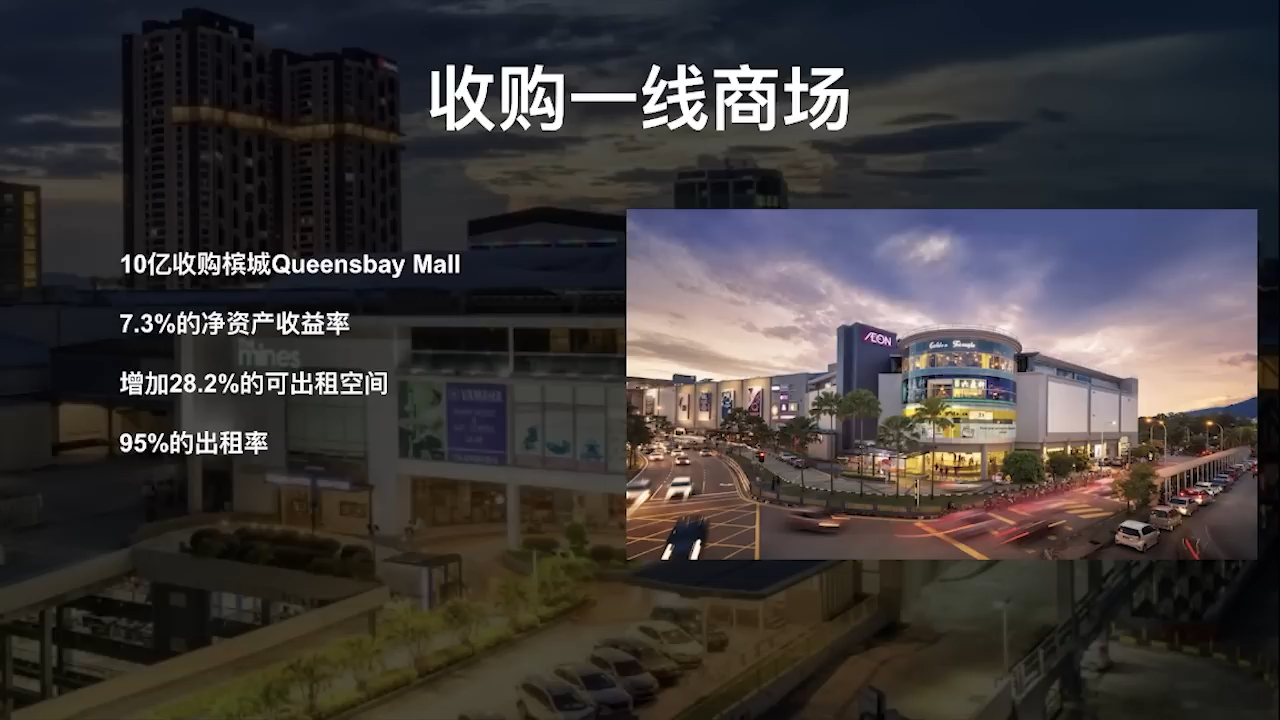 收购一线商场
10亿收购槟城Queensbay Mall
7.3%的净资产收益率
增加28.2%的可出租空间
95%的出租率
mines
YAMAHA
AEON